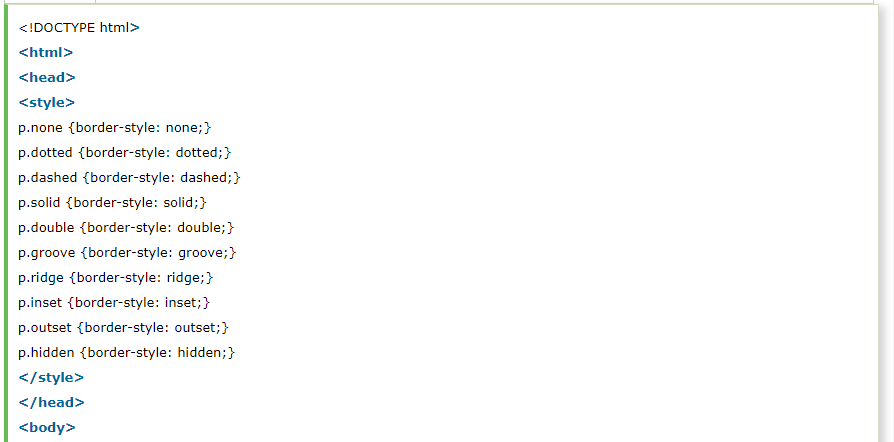 <!DOCTYPE html>
<html>
<head>
<style>
p.none {border-style: none;}
p.dotted {border-style: dotted;}
p.dashed {border-style: dashed;}
p.solid {border-style: solid;}
p.double {border-style: double;}
p.groove {border-style: groove;}
p.ridge {border-style: ridge;}
p.inset {border-style: inset;}
p.outset {border-style: outset;}
p.hidden {border-style: hidden;}
</style>
</head>
<body>